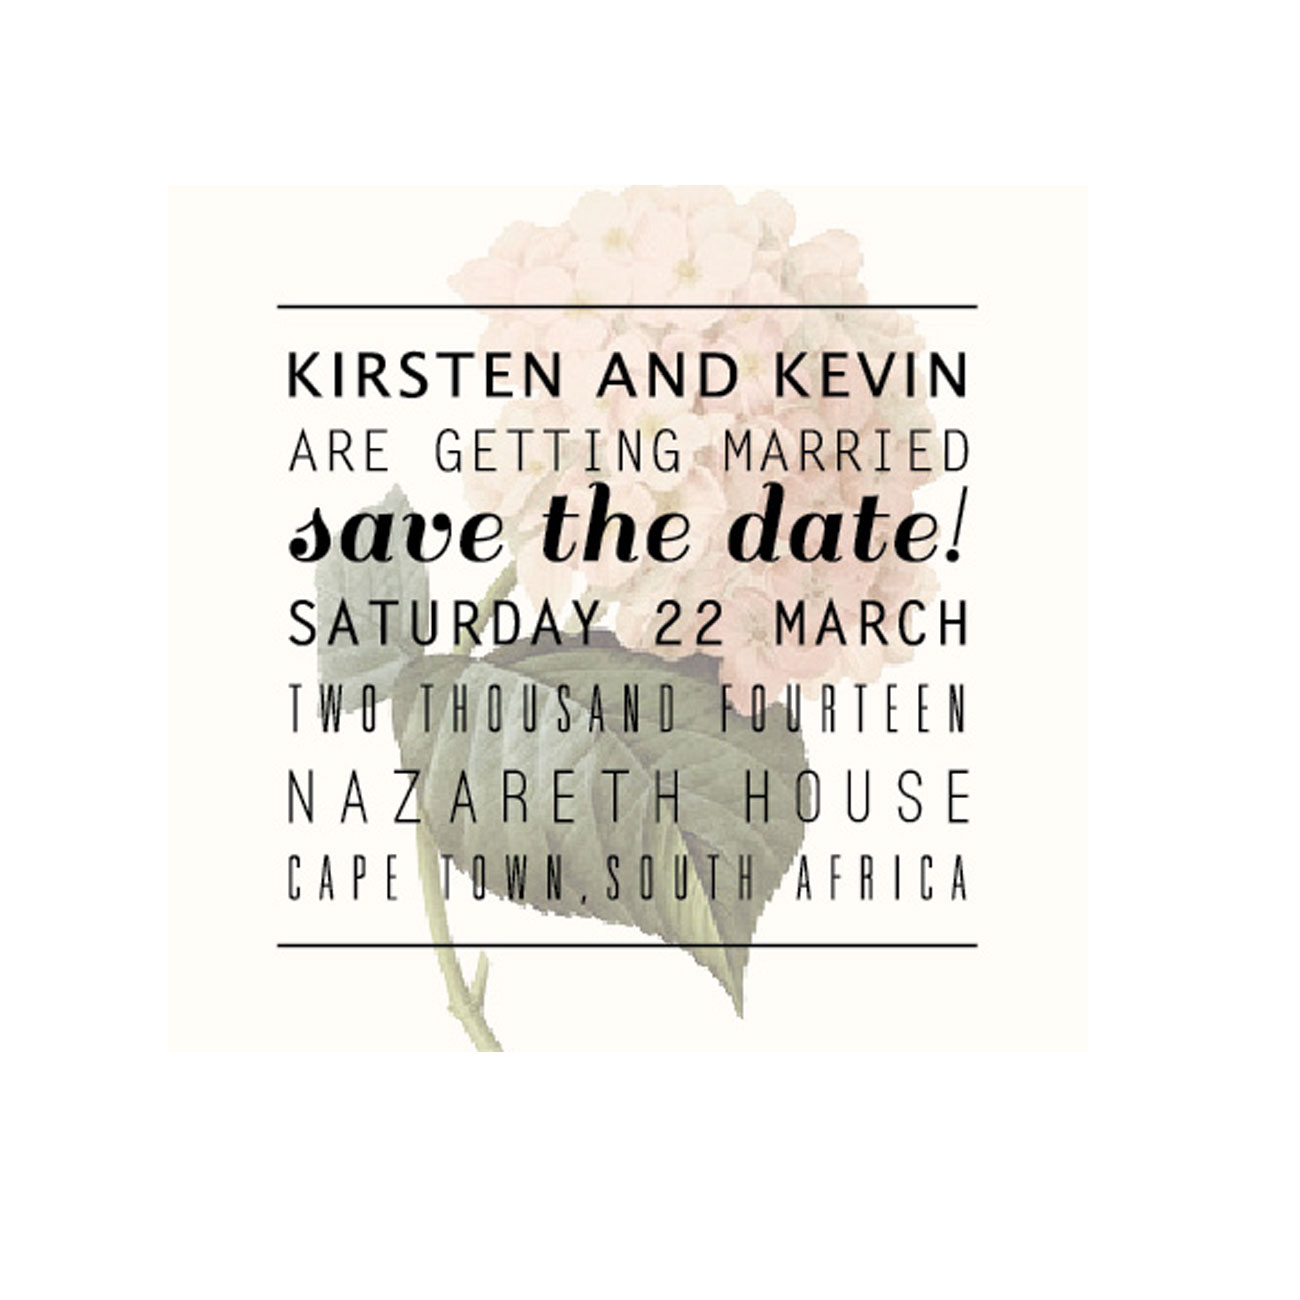 KIRSTEN AND KEVIN
ARE GETTING MARRIED
save the date!
SATURDAY 22 MARCH
TWO THOUSAND FOURTEEN
NAZARETH HOUSE
CAPE TOWN,SOUTH AFRICA